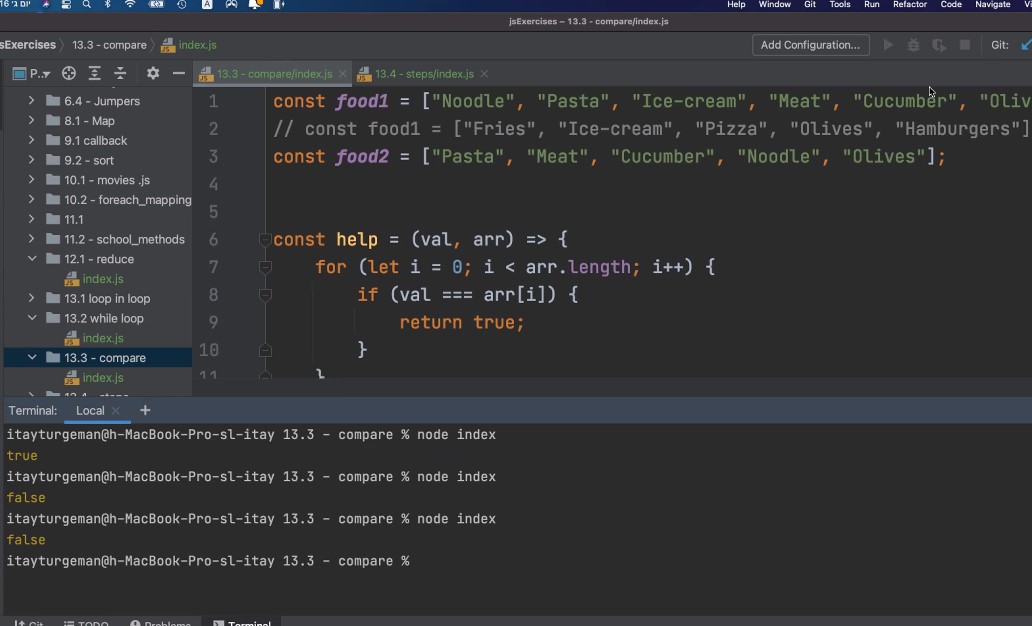 יום ג׳ 16
Help Window Git Tools Run Refactor Code Navigate
jsExercises – 13.3 - compare/index.js
sExercises 13.3 - compare index.js
Add Configuration... Git:
P..
13.3 - compare/index.js
13.4 - steps/index.js
6.4 - Jumpers
8.1 - Map
9.1 callback
9.2 - sort
10.1 - movies .js
10.2 - foreach_mapping
11.1
11.2 - school_methods
12.1 - reduce
index.js
13.1 loop in loop
13.2 while loop
index.js
13.3 - compare
index.js
1 const food1 = ["Noodle", "Pasta", "Ice-cream", "Meat", "Cucumber", "Oliv
2 // const food1 = ["Fries", "Ice-cream", "Pizza", "Olives", "Hamburgers"]
3 const food2 = ["Pasta", "Meat", "Cucumber", "Noodle", "Olives"];
4
5
6 const help = (val, arr) => {
7 for (let i = 0; i < arr.length; i++) {
8 if (val === arr[i]) {
9 return true;
10 }
11 }
Terminal: Local +
itayturgeman@h-MacBook-Pro-sl-itay 13.3 - compare % node index
true
itayturgeman@h-MacBook-Pro-sl-itay 13.3 - compare % node index
false
itayturgeman@h-MacBook-Pro-sl-itay 13.3 - compare % node index
false
itayturgeman@h-MacBook-Pro-sl-itay 13.3 - compare %
Git TODO Problems Terminal